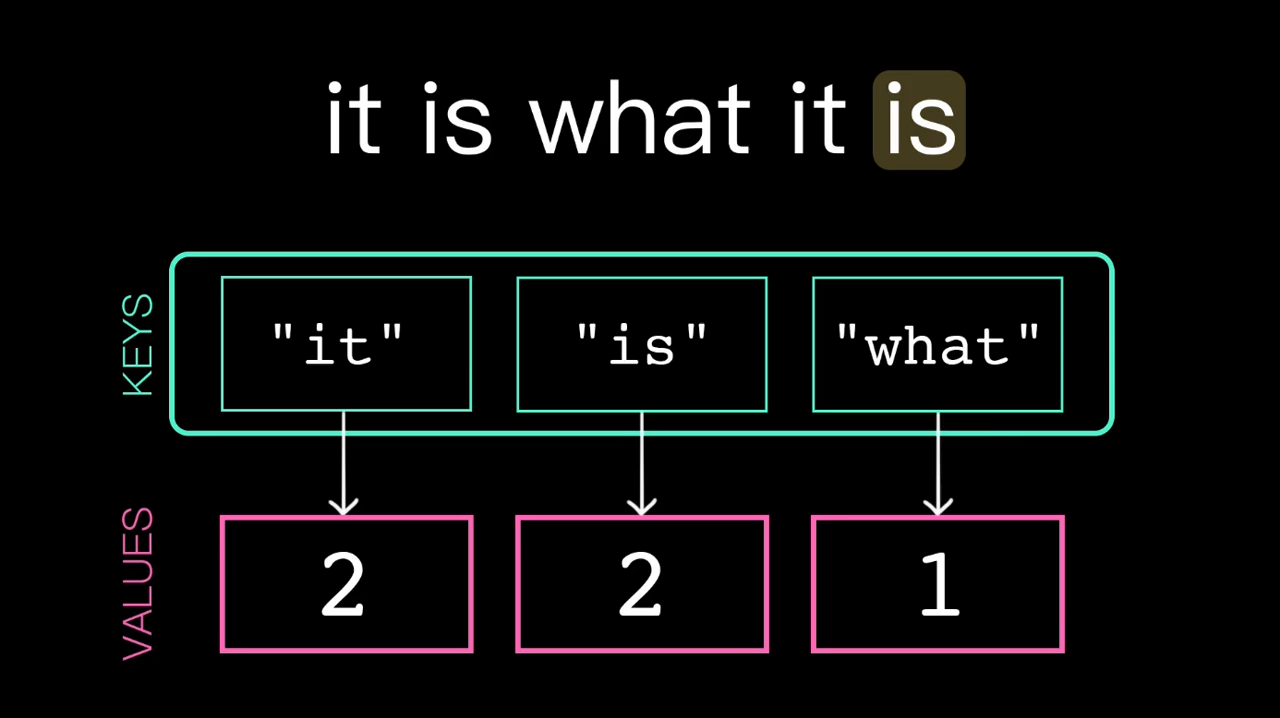 it is what it is
KEYS
"it" "is" "what"
VALUES
2 2 1